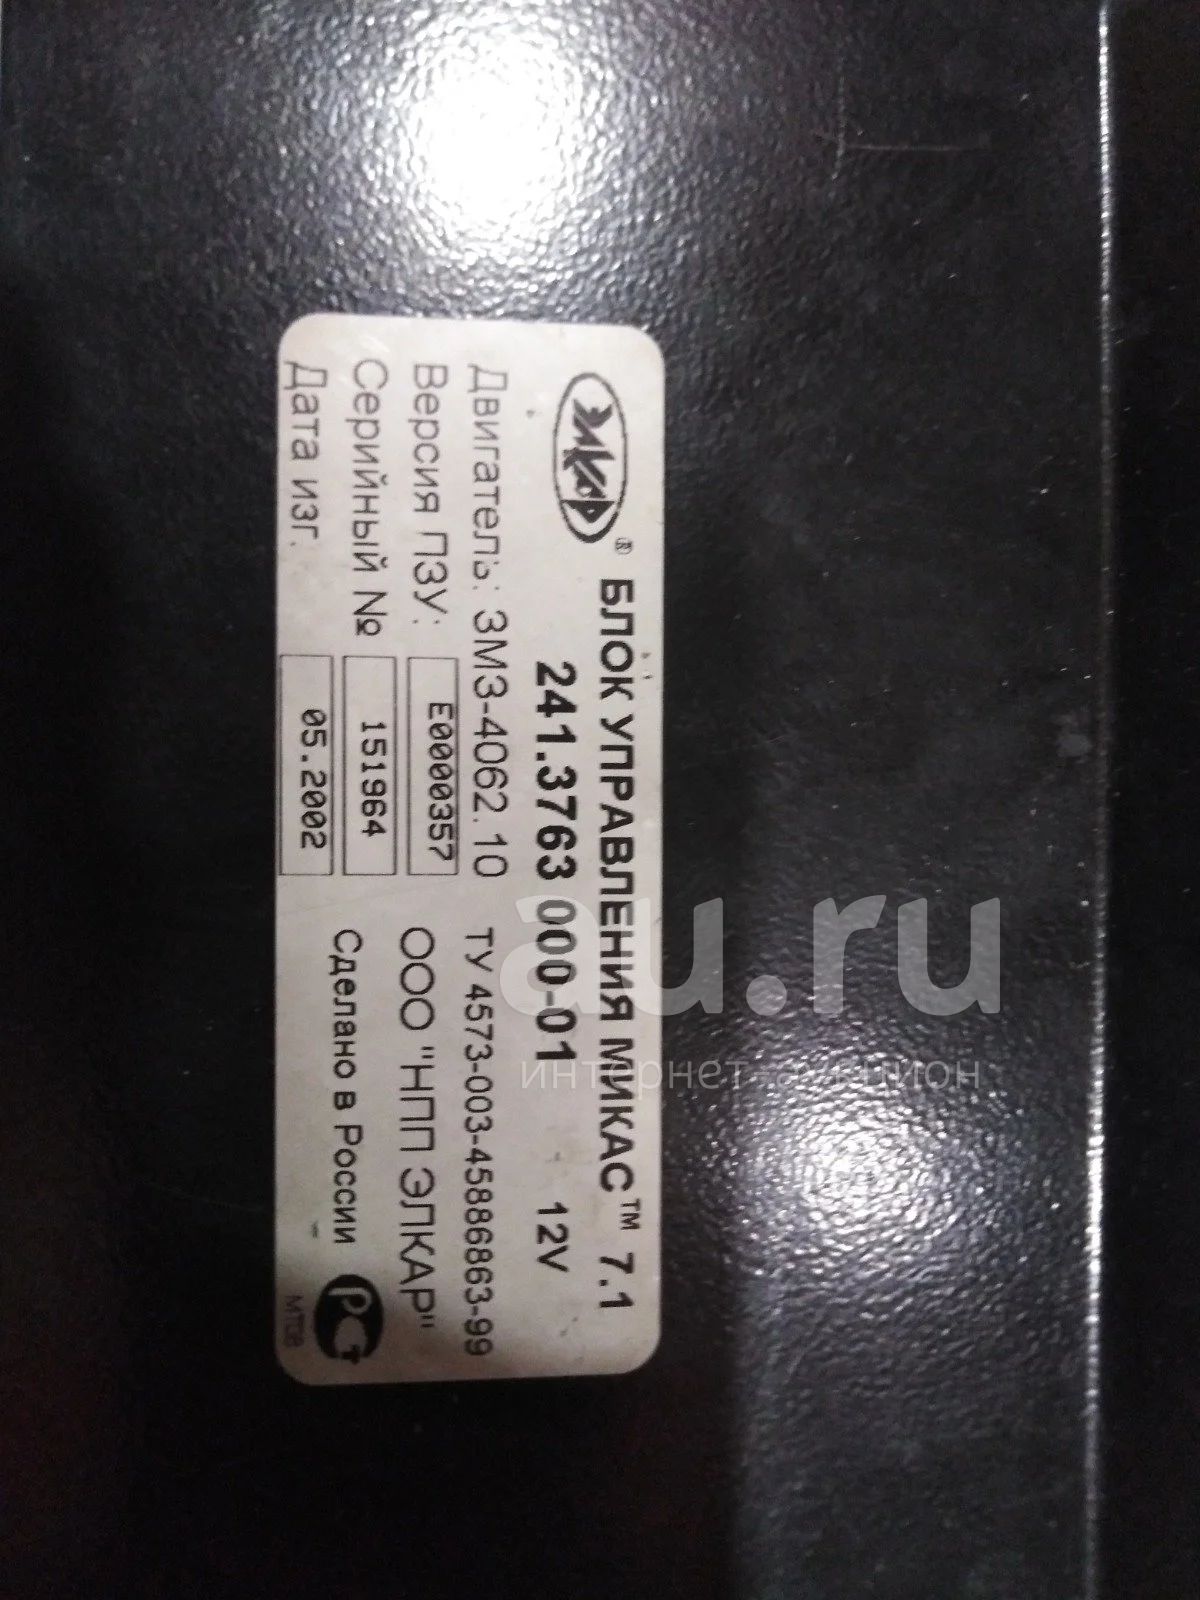 ЭЛКАР®
БЛОК УПРАВЛЕНИЯ МИКАС™ 7.1
241.3763 000-01 12V
Двигатель: ЗМЗ-4062.10 ТУ 4573-003-45886863-99
Версия ПЗУ: E0000357 ООО "НПП ЭЛКАР"
Серийный № 151964 Сделано в России
Дата изг. 05.2002
РСТ
au.ru
интернет-аукцион